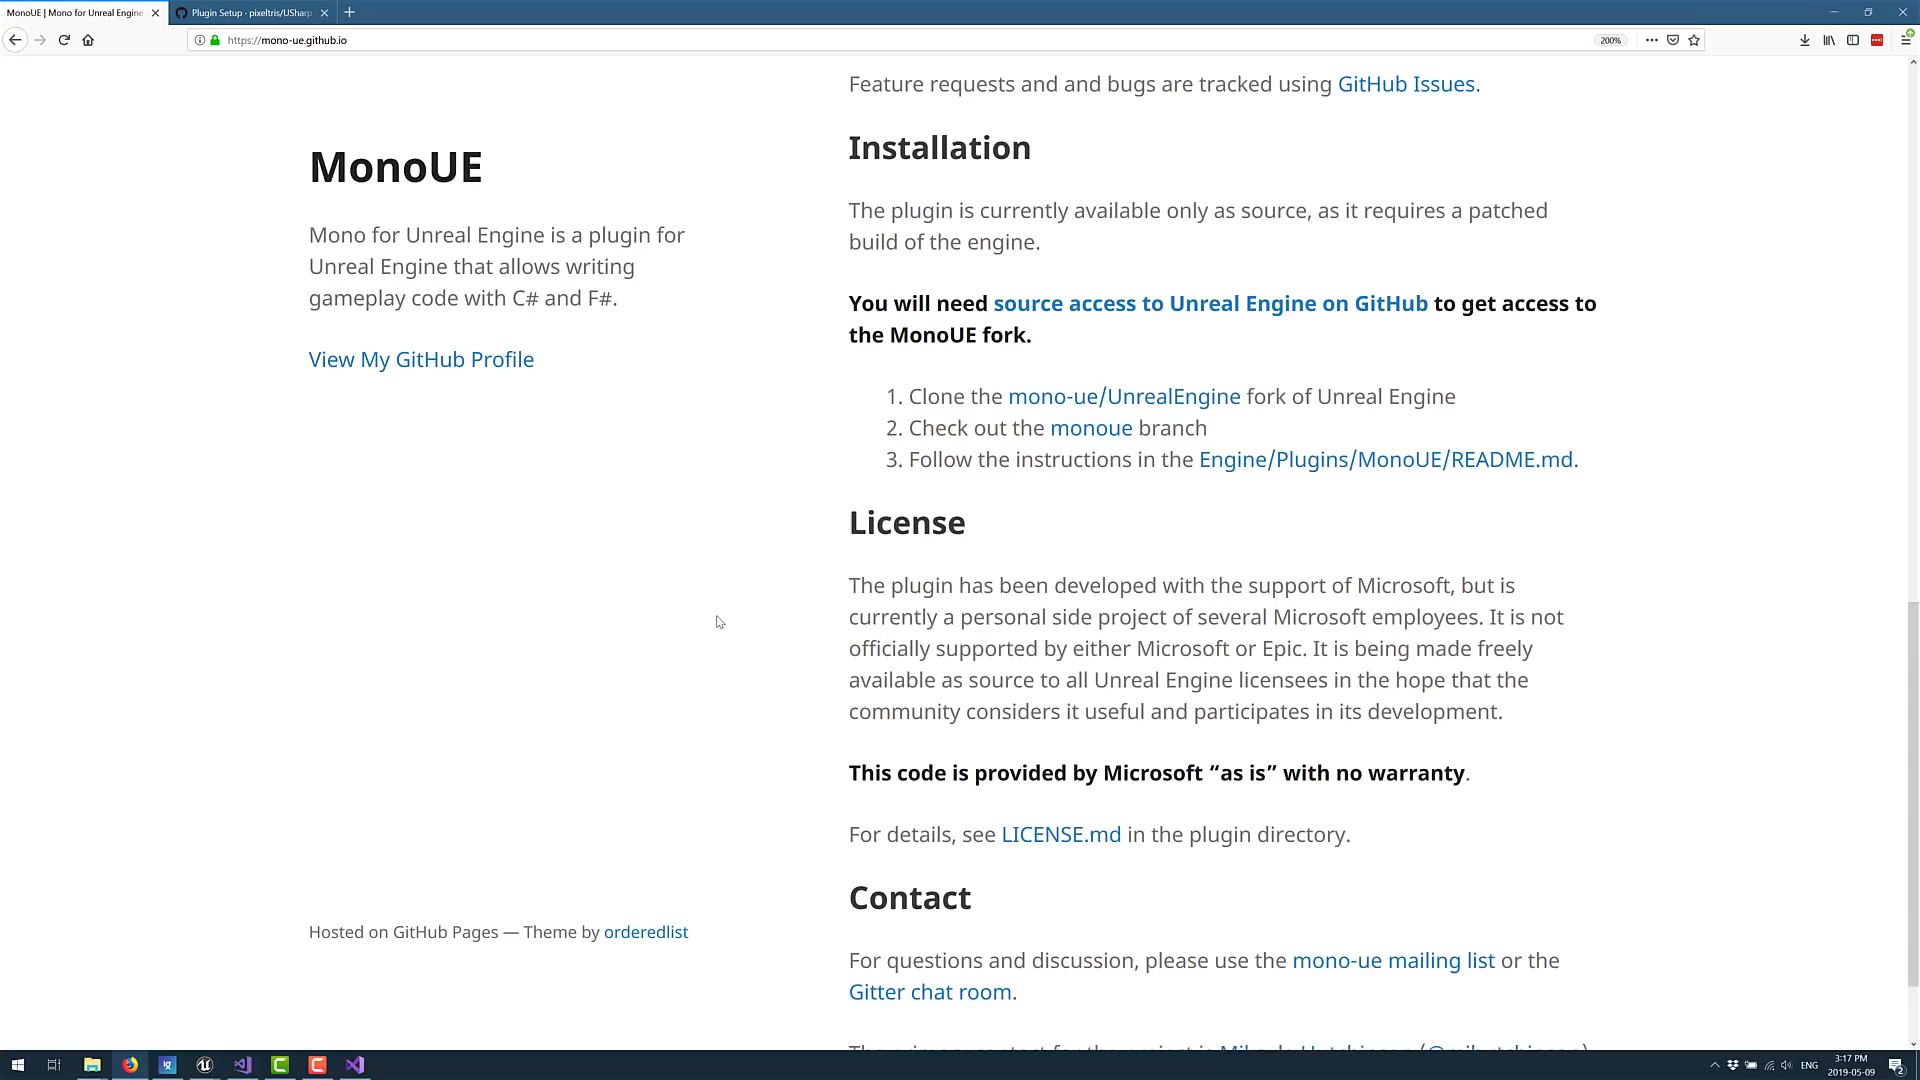 MonoUE | Mono for Unreal Engine
Plugin Setup · pixeltris/USharp
https://mono-ue.github.io
200%
Feature requests and and bugs are tracked using GitHub Issues.
MonoUE
Mono for Unreal Engine is a plugin for
Unreal Engine that allows writing
gameplay code with C# and F#.
View My GitHub Profile
Hosted on GitHub Pages — Theme by orderedlist
Installation
The plugin is currently available only as source, as it requires a patched
build of the engine.
You will need source access to Unreal Engine on GitHub to get access to
the MonoUE fork.
1. Clone the mono-ue/UnrealEngine fork of Unreal Engine
2. Check out the monoue branch
3. Follow the instructions in the Engine/Plugins/MonoUE/README.md.
License
The plugin has been developed with the support of Microsoft, but is
currently a personal side project of several Microsoft employees. It is not
officially supported by either Microsoft or Epic. It is being made freely
available as source to all Unreal Engine licensees in the hope that the
community considers it useful and participates in its development.
This code is provided by Microsoft “as is” with no warranty.
For details, see LICENSE.md in the plugin directory.
Contact
For questions and discussion, please use the mono-ue mailing list or the
Gitter chat room.
ENG
3:17 PM
2019-05-09
2